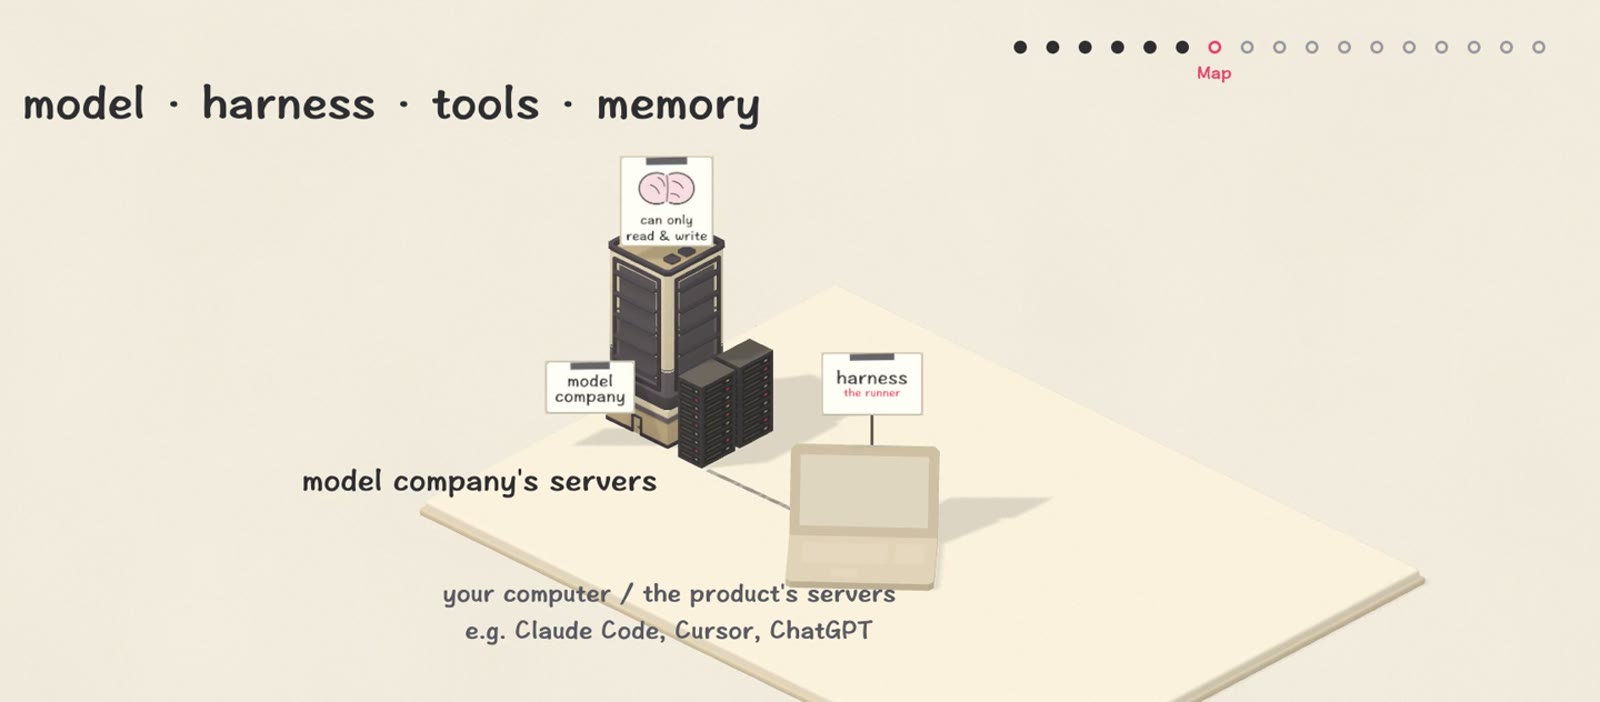 Map
model · harness · tools · memory
can only
read & write
model
company
harness
the runner
model company's servers
your computer / the product's servers
e.g. Claude Code, Cursor, ChatGPT